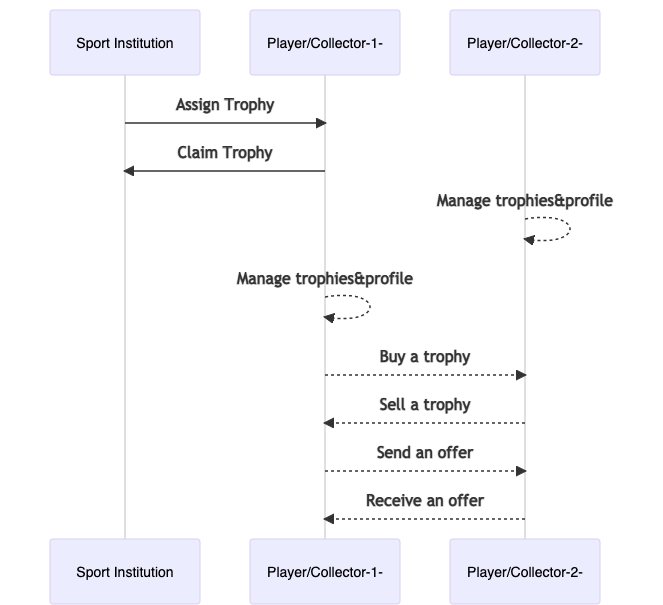 Sport Institution
Player/Collector-1-
Player/Collector-2-
Assign Trophy
Claim Trophy
Manage trophies&profile
Manage trophies&profile
Buy a trophy
Sell a trophy
Send an offer
Receive an offer
Sport Institution
Player/Collector-1-
Player/Collector-2-